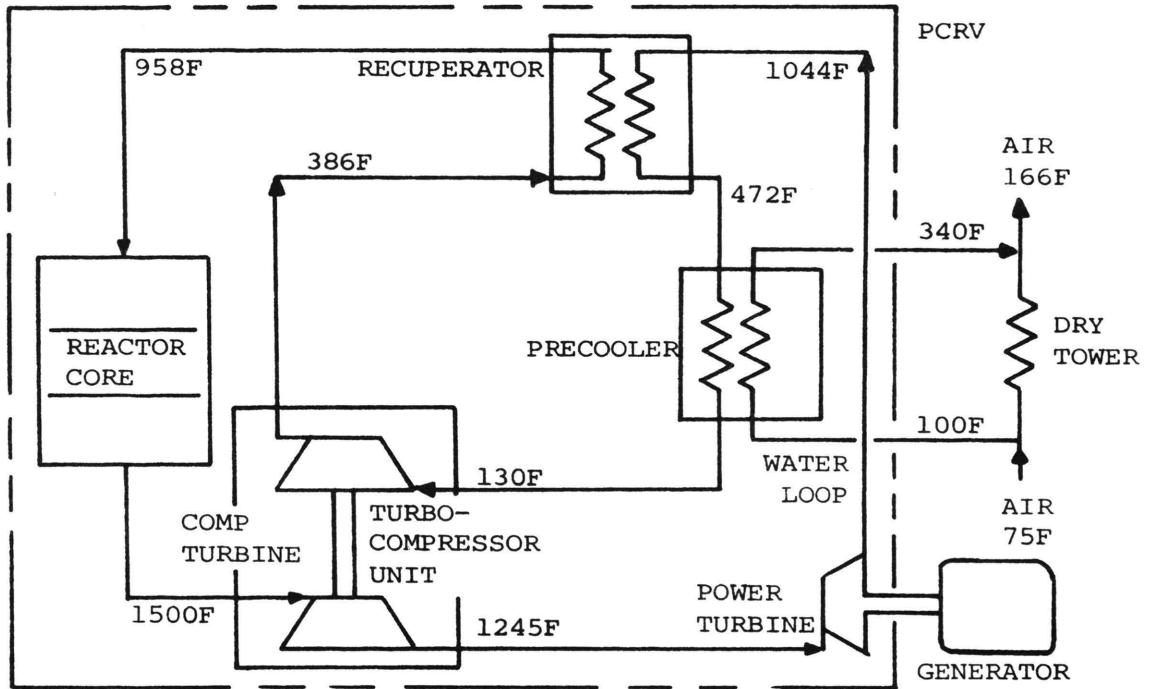 PCRV
958F
RECUPERATOR
1044F
AIR
166F
386F
472F
340F
REACTOR
CORE
PRECOOLER
DRY
TOWER
100F
130F
WATER
LOOP
COMP
TURBINE
TURBO-
COMPRESSOR
UNIT
AIR
75F
1500F
1245F
POWER
TURBINE
GENERATOR